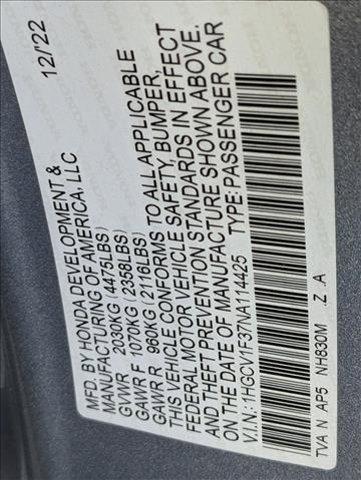 MFD. BY HONDA DEVELOPMENT & 12/'22
MANUFACTURING OF AMERICA, LLC
GVWR 2030KG (4475LBS)
GAWR F 1070KG (2358LBS)
GAWR R 960KG (2116LBS)
THIS VEHICLE CONFORMS TO ALL APPLICABLE
FEDERAL MOTOR VEHICLE SAFETY, BUMPER,
AND THEFT PREVENTION STANDARDS IN EFFECT
ON THE DATE OF MANUFACTURE SHOWN ABOVE.
V.I.N.: 1HGCV1F37NA114425 TYPE: PASSENGER CAR
TVA N AP5 NH830M .Z .A